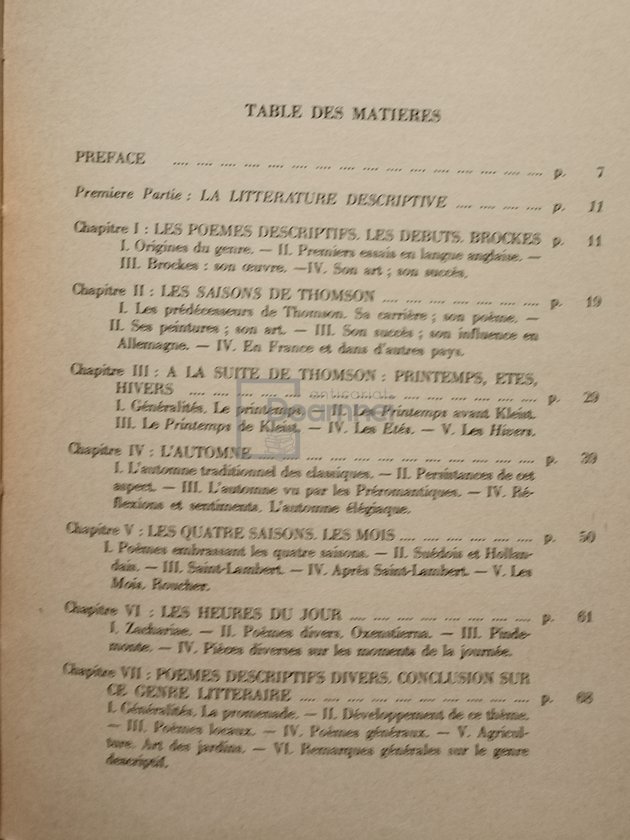 TABLE DES MATIERES
PREFACE .... .... .... .... .... .... .... .... .... .... .... .... .... .... .... .... p. 7
Premiere Partie : LA LITTERATURE DESCRIPTIVE .... .... .... .... p. 11
Chapitre I : LES POEMES DESCRIPTIFS. LES DEBUTS. BROCKES p. 11
I. Origines du genre. — II. Premiers essais en langue anglaise. —
III. Brockes : son œuvre. —IV. Son art ; son succès.
Chapitre II : LES SAISONS DE THOMSON .... .... .... .... .... .... .... p. 19
I. Les prédécesseurs de Thomson. Sa carrière ; son poème. —
II. Ses peintures ; son art. — III. Son succès ; son influence en
Allemagne. — IV. En France et dans d'autres pays.
Chapitre III : A LA SUITE DE THOMSON : PRINTEMPS, ETES,
HIVERS .... .... .... .... .... .... .... .... .... .... .... .... .... .... .... p. 29
antisoriat
I. Généralités. Le printemps. — II. Le Printemps avant Kleist.
III. Le Printemps de Kleist. — IV. Les Etés. — V. Les Hivers.
Chapitre IV : L'AUTOMNE .... .... .... .... .... .... .... .... .... .... .... .... p. 39
I. L'automne traditionnel des classiques. — II. Persistances de cet
aspect. — III. L'automne vu par les Préromantiques. — IV. Ré-
flexions et sentiments. L'automne élégiaque.
Chapitre V : LES QUATRE SAISONS. LES MOIS .... .... .... .... .... .... p. 50
I. Poèmes embrassant les quatre saisons. — II. Suédois et Hollan-
dais. — III. Saint-Lambert. — IV. Après Saint-Lambert. — V. Les
Mois. Roucher.
Chapitre VI : LES HEURES DU JOUR .... .... .... .... .... .... .... .... p. 61
I. Zachariae. — II. Poèmes divers. Oxenstierna. — III. Pinde-
monte. — IV. Pièces diverses sur les moments de la journée.
Chapitre VII : POEMES DESCRIPTIFS DIVERS. CONCLUSION SUR
CE GENRE LITTERAIRE .... .... .... .... .... .... .... .... .... .... p. 68
I. Généralités. La promenade. — II. Développement de ce thème.
— III. Poèmes locaux. — IV. Poèmes généraux. — V. Agricul-
ture. Art des jardins. — VI. Remarques générales sur le genre
descriptif.